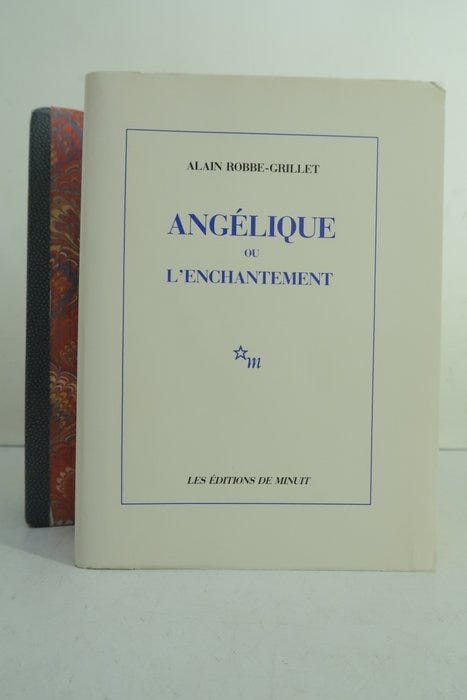 ALAIN ROBBE-GRILLET
ANGÉLIQUE
OU
L'ENCHANTEMENT
m
LES ÉDITIONS DE MINUIT